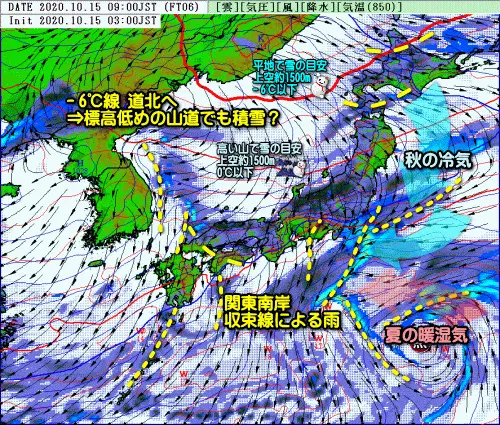 DATE 2020.10.15 09:00JST (FT06) [雲][気圧][風][降水][気温(850)]
Init 2020.10.15 03:00JST
平地で雪の目安
上空約1500m
-6℃以下
-6℃線 道北へ
⇒標高低めの山道でも積雪？
高い山で雪の目安
上空約1500m
0℃以下
秋の冷気
関東南岸
収束線による雨
夏の暖湿気